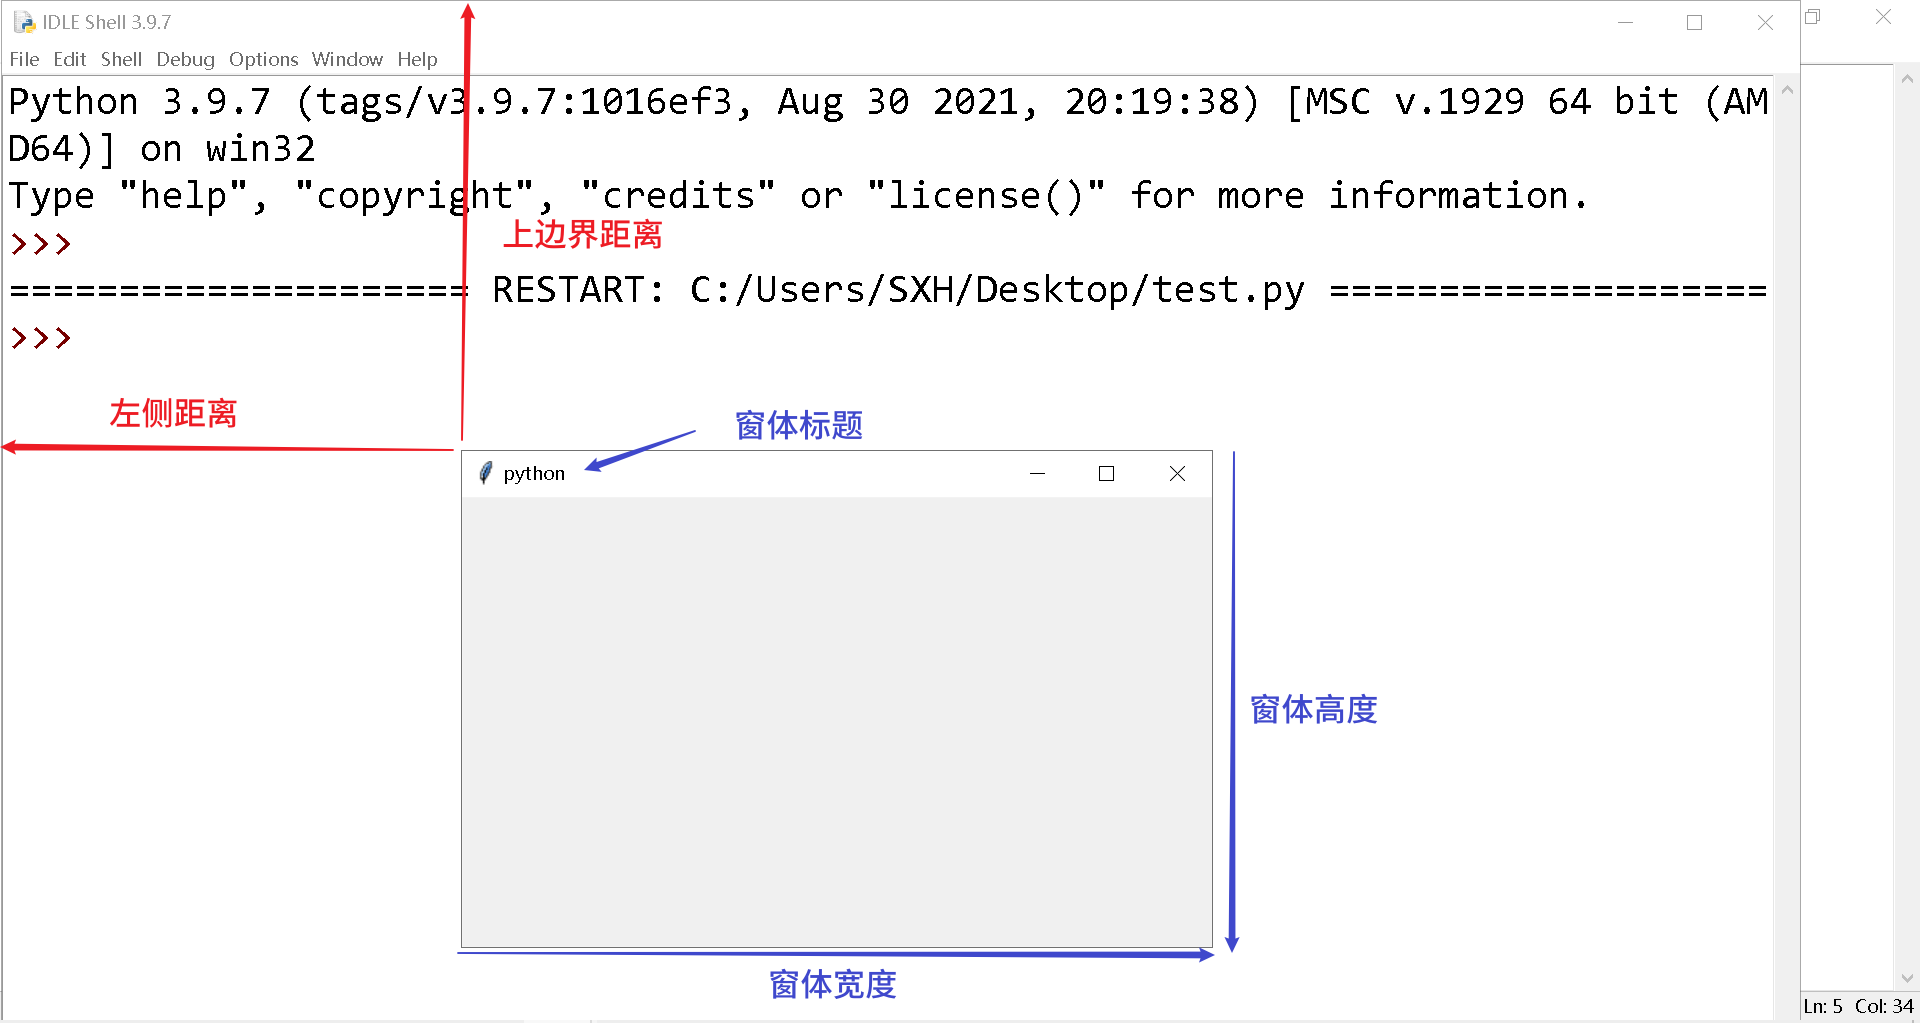 IDLE Shell 3.9.7
File Edit Shell Debug Options Window Help
Python 3.9.7 (tags/v3.9.7:1016ef3, Aug 30 2021, 20:19:38) [MSC v.1929 64 bit (AM
D64)] on win32
Type "help", "copyright", "credits" or "license()" for more information.
>>>
上边界距离
===================== RESTART: C:/Users/SXH/Desktop/test.py ====================
>>>
左侧距离
窗体标题
python
窗体高度
窗体宽度
Ln: 5 Col: 34